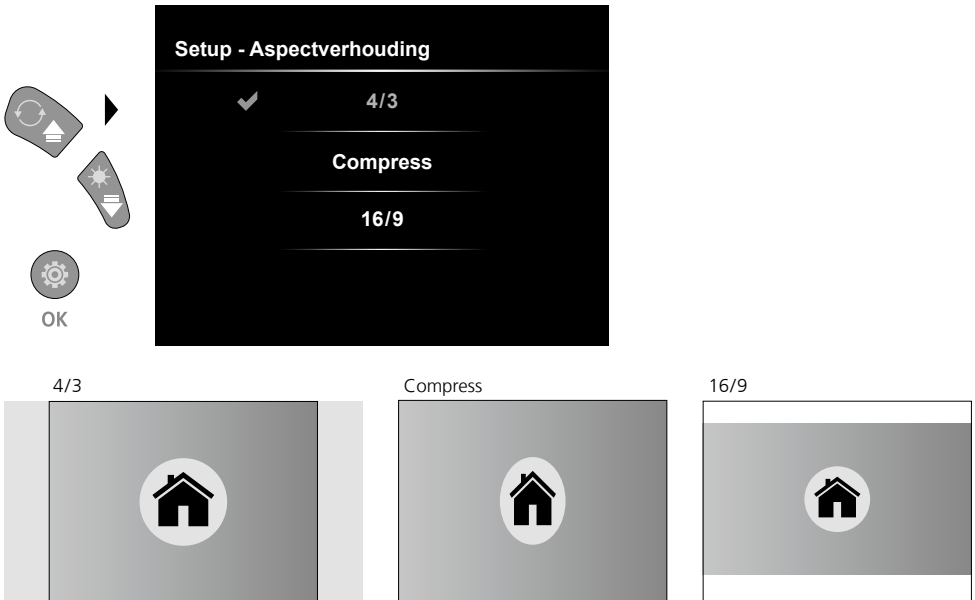 Setup - Aspectverhouding
4/3
Compress
16/9
OK
4/3
Compress
16/9